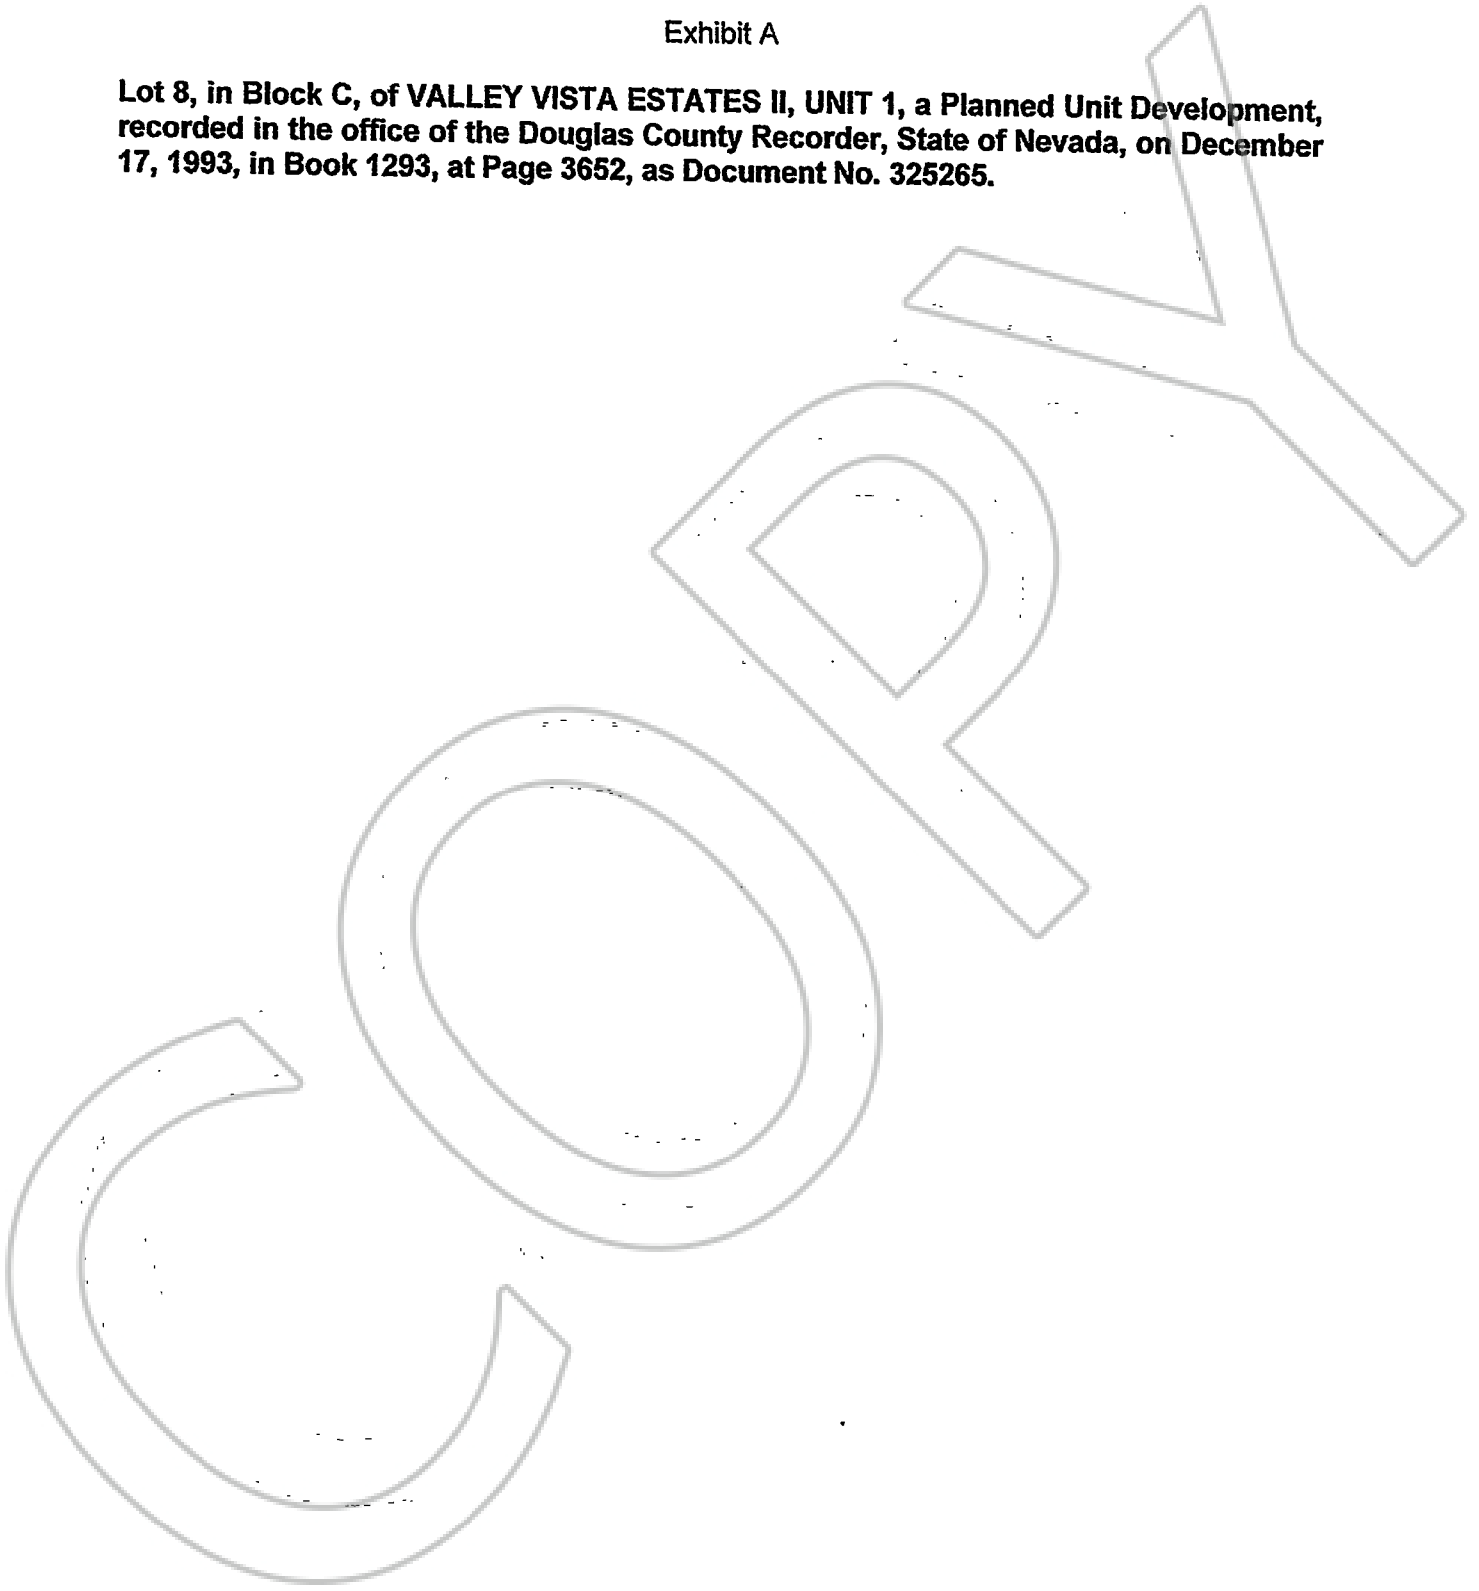 Exhibit A
Lot 8, in Block C, of VALLEY VISTA ESTATES II, UNIT 1, a Planned Unit Development,
recorded in the office of the Douglas County Recorder, State of Nevada, on December
17, 1993, in Book 1293, at Page 3652, as Document No. 325265.
COPY